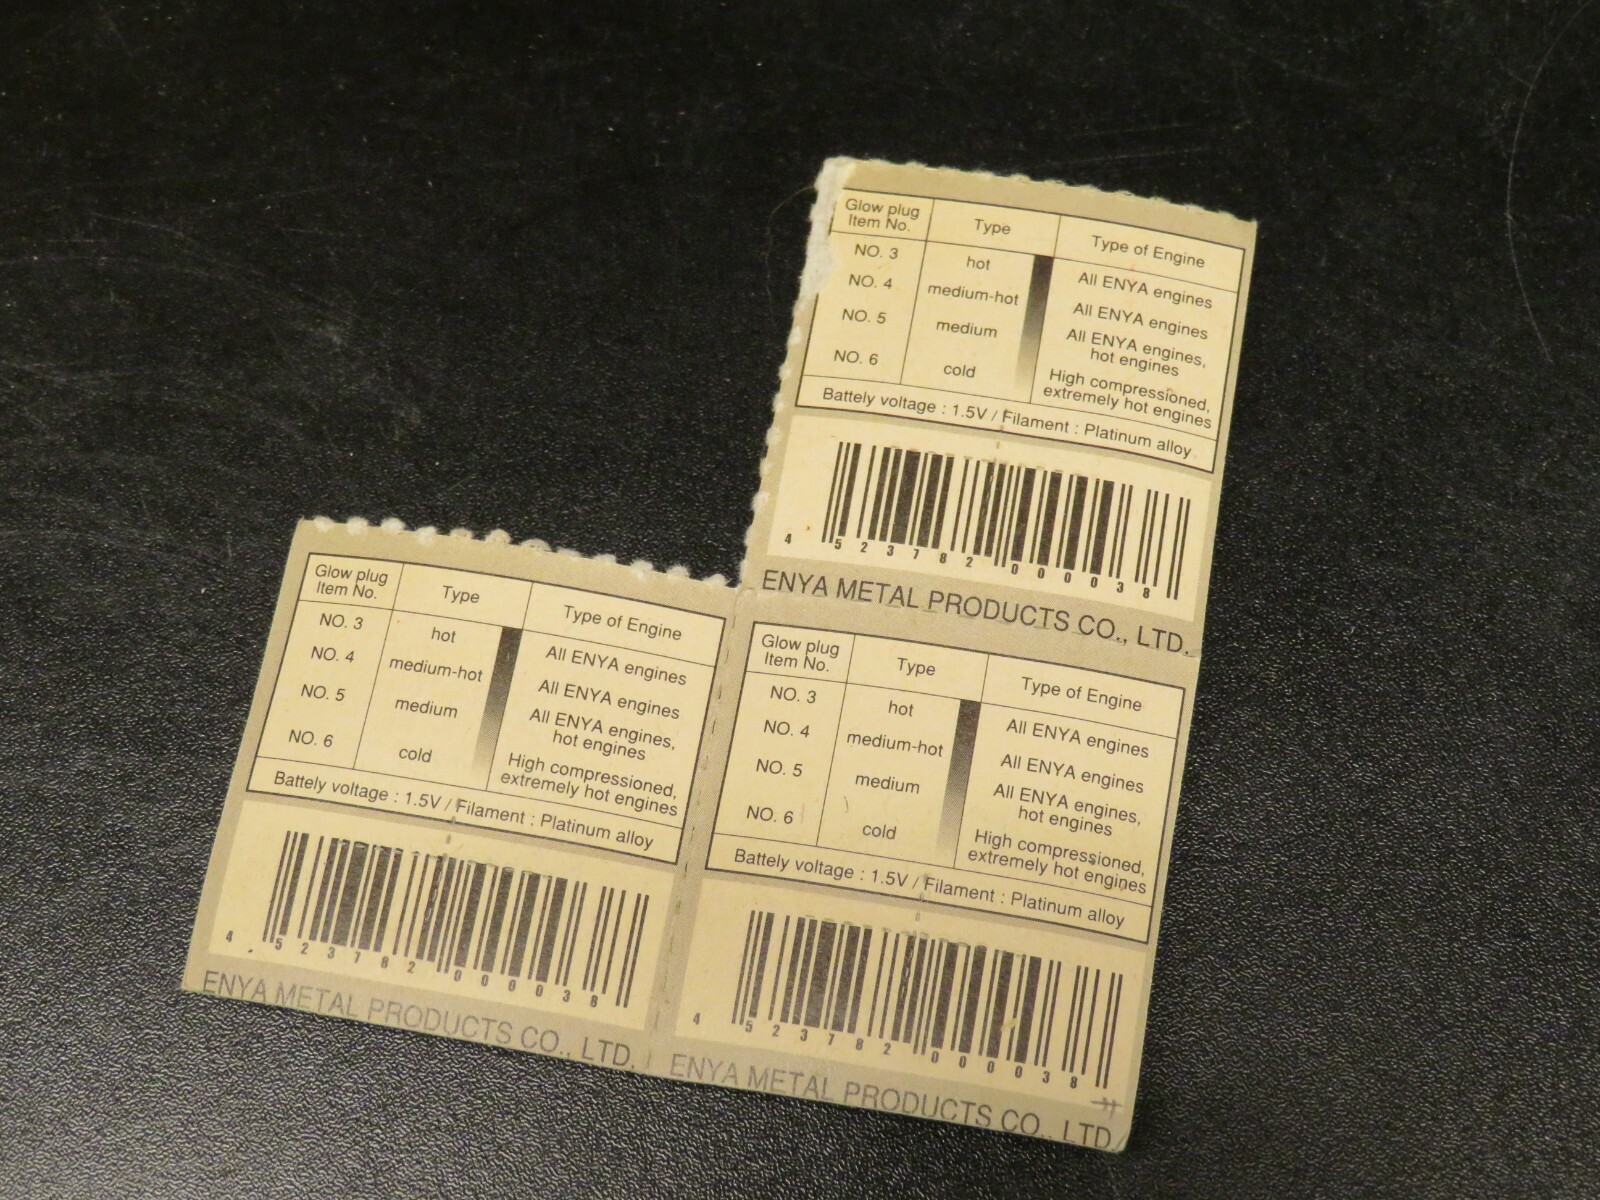 Glow plug Item No. Type Type of Engine
NO. 3 hot All ENYA engines
NO. 4 medium-hot All ENYA engines
NO. 5 medium All ENYA engines,
hot engines
NO. 6 cold High compressioned,
extremely hot engines
Battely voltage : 1.5V / Filament : Platinum alloy
4 523782 000038
ENYA METAL PRODUCTS CO., LTD.
Glow plug Item No. Type Type of Engine
NO. 3 hot All ENYA engines
NO. 4 medium-hot All ENYA engines
NO. 5 medium All ENYA engines,
hot engines
NO. 6 cold High compressioned,
extremely hot engines
Battely voltage : 1.5V / Filament : Platinum alloy
4 523782 000038
ENYA METAL PRODUCTS CO., LTD.
Glow plug Item No. Type Type of Engine
NO. 3 hot All ENYA engines
NO. 4 medium-hot All ENYA engines
NO. 5 medium All ENYA engines,
hot engines
NO. 6 cold High compressioned,
extremely hot engines
Battely voltage : 1.5V / Filament : Platinum alloy
4 523782 000038
ENYA METAL PRODUCTS CO., LTD